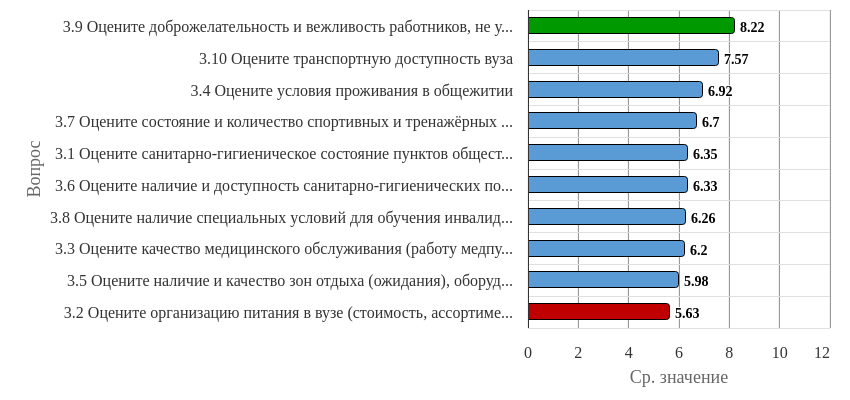 3.9 Оцените доброжелательность и вежливость работников, не у...
8.22
3.10 Оцените транспортную доступность вуза
7.57
3.4 Оцените условия проживания в общежитии
6.92
3.7 Оцените состояние и количество спортивных и тренажёрных ...
6.7
3.1 Оцените санитарно-гигиеническое состояние пунктов общест...
6.35
3.6 Оцените наличие и доступность санитарно-гигиенических по...
6.33
3.8 Оцените наличие специальных условий для обучения инвалид...
6.26
3.3 Оцените качество медицинского обслуживания (работу медпу...
6.2
3.5 Оцените наличие и качество зон отдыха (ожидания), оборуд...
5.98
3.2 Оцените организацию питания в вузе (стоимость, ассортиме...
5.63
Вопрос
0 2 4 6 8 10 12
Ср. значение